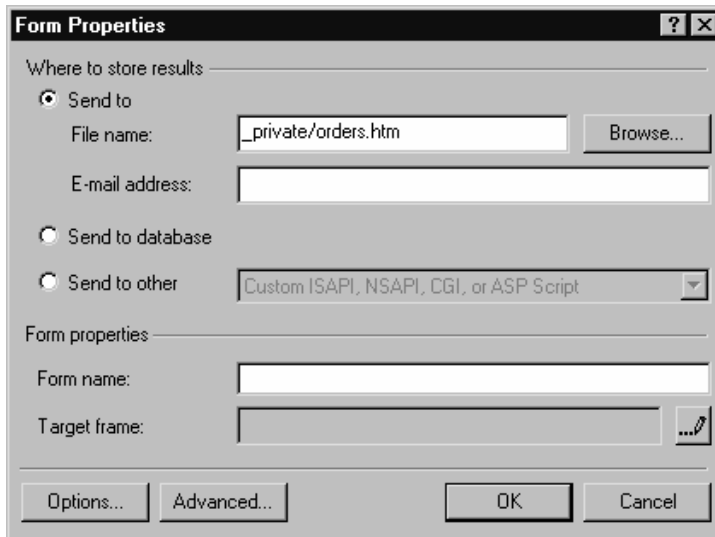 Form Properties
Where to store results
Send to
File name: _private/orders.htm Browse...
E-mail address:
Send to database
Send to other Custom ISAPI, NSAPI, CGI, or ASP Script
Form properties
Form name:
Target frame:
Options... Advanced... OK Cancel